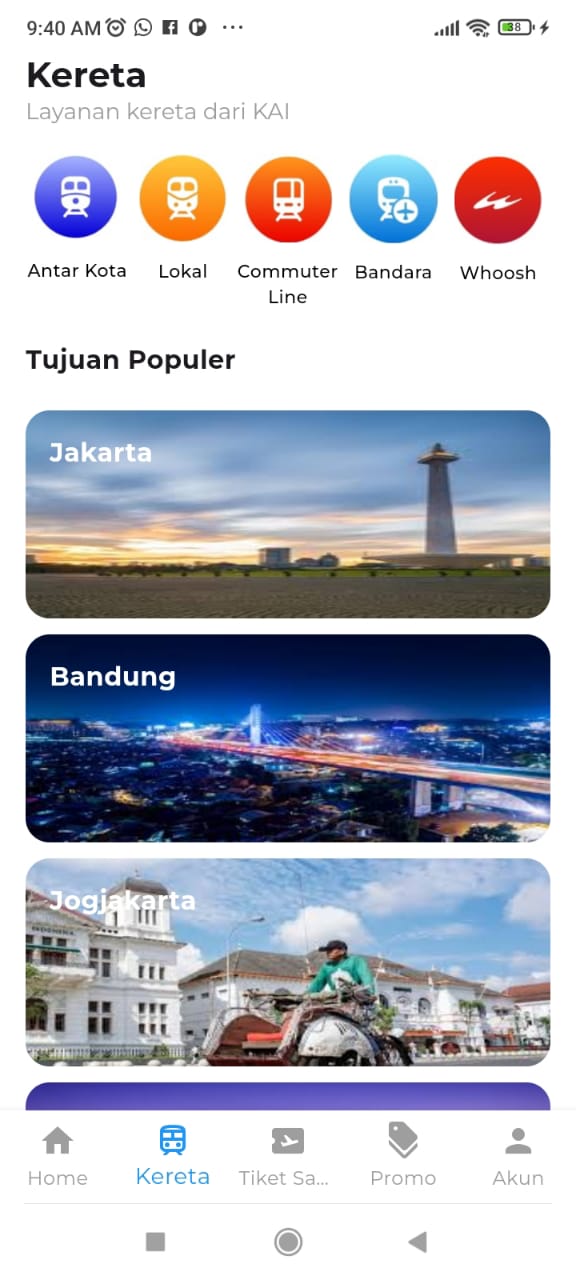 9:40 AM
38
Kereta
Layanan kereta dari KAI
Antar Kota
Lokal
Commuter
Line
Bandara
Whoosh
Tujuan Populer
Jakarta
Bandung
Jogjakarta
Home
Kereta
Tiket Sa...
Promo
Akun